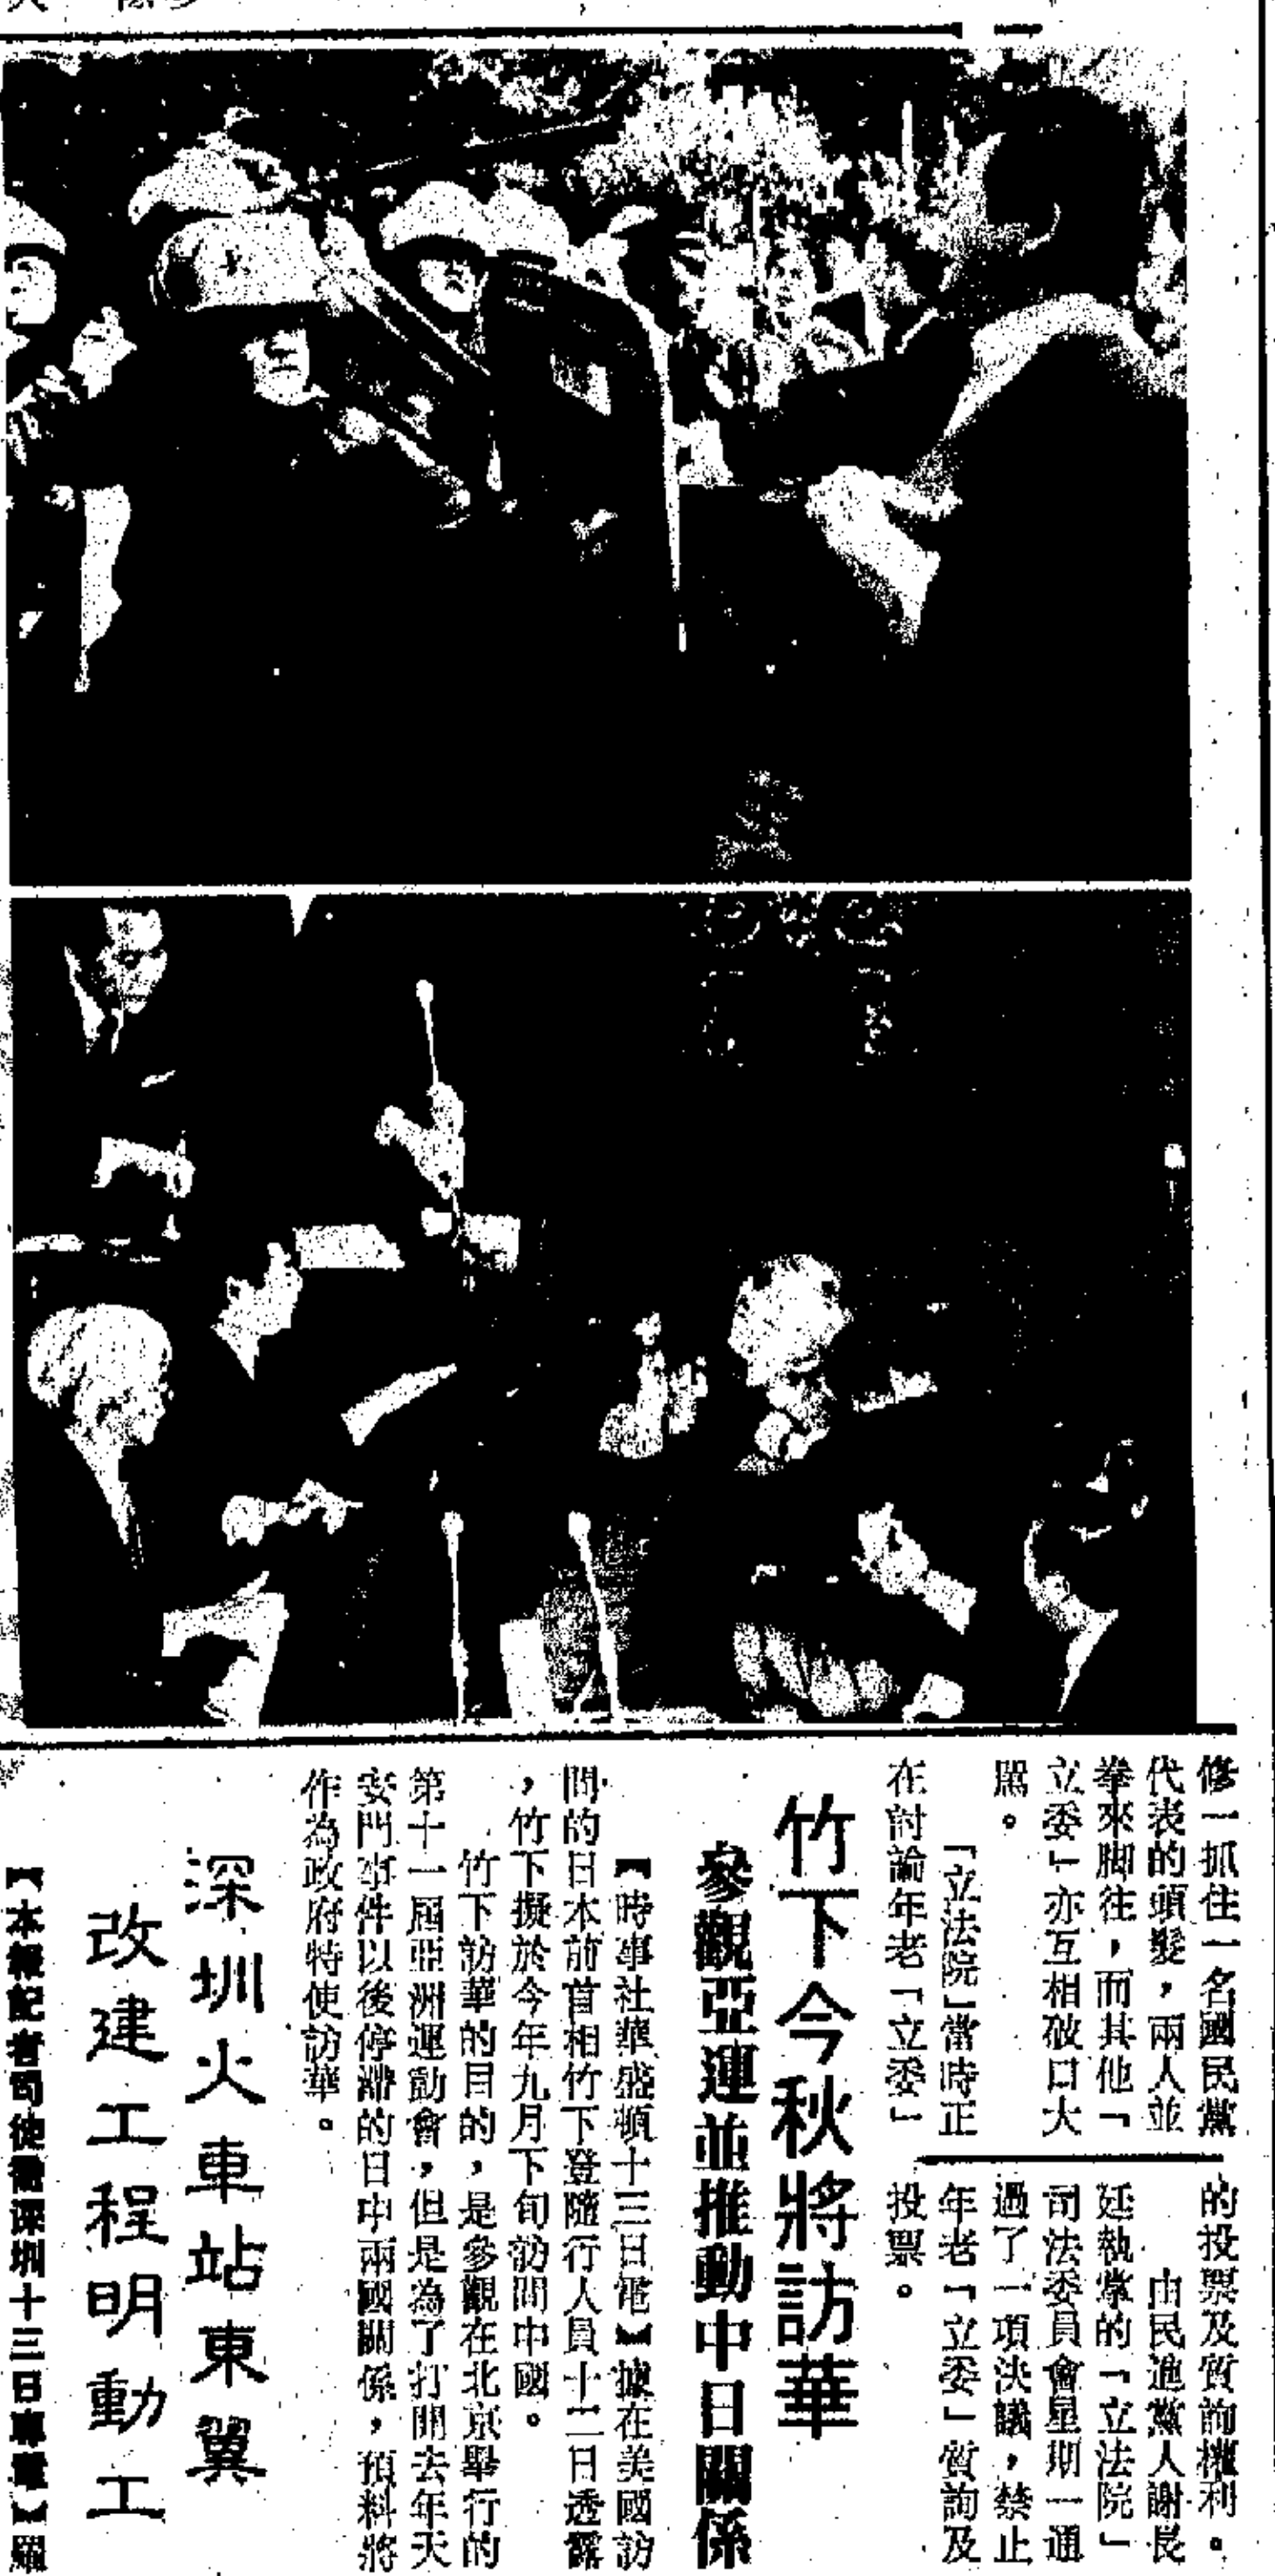 修一抓住一名國民黨
代表的頭髮，兩人並
拳來脚往，而其他「
立委」亦互相破口大
罵。
「立法院」當時正
在討論年老「立委」
的投票及質詢權利。
由民進黨人謝長
廷執掌的「立法院」
司法委員會星期一通
過了一項決議，禁止
年老「立委」質詢及
投票。
竹下今秋將訪華
參觀亞運並推動中日關係
【時事社華盛頓十三日電】據在美國訪
問的日本前首相竹下登隨行人員十二日透露
，竹下擬於今年九月下旬訪問中國。
竹下訪華的目的，是參觀在北京舉行的
第十一屆亞洲運動會，但是為了打開去年天
安門事件以後停滯的日中兩國關係，預料將
作為政府特使訪華。
深圳火車站東翼
改建工程明動工
【本報記者司徒深圳十三日專電】羅